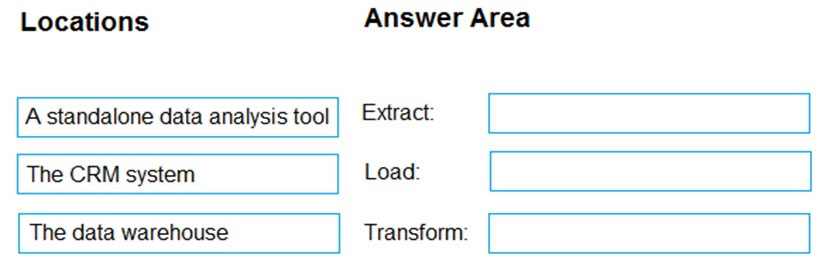 Locations
Answer Area
A standalone data analysis tool
Extract:
The CRM system
Load:
The data warehouse
Transform: